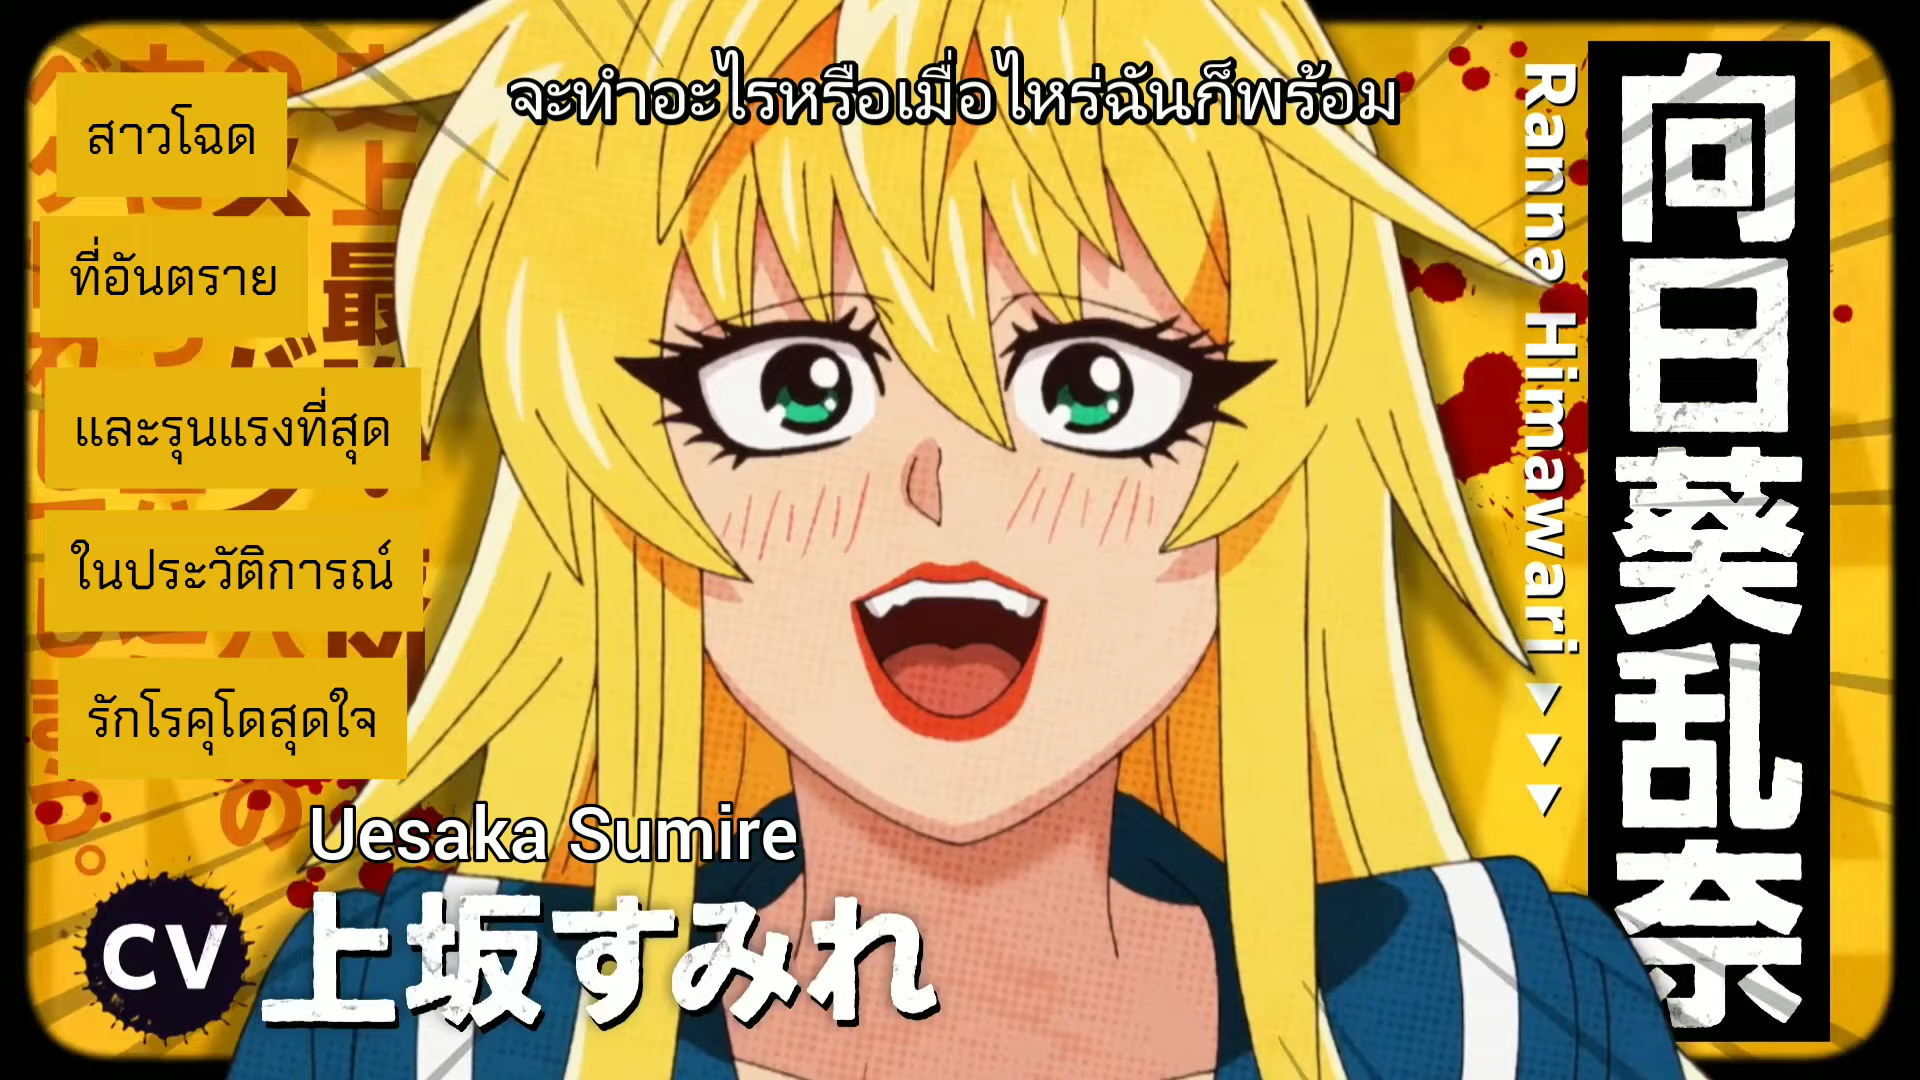 จะทำอะไรหรือเมื่อไหร่ฉันก็พร้อม
สาวโฉด
ที่อันตราย
และรุนแรงที่สุด
ในประวัติการณ์
รักโรคุโดสุดใจ
向日葵乱奈
Ranna Himawari
Uesaka Sumire
CV
上坂すみれ